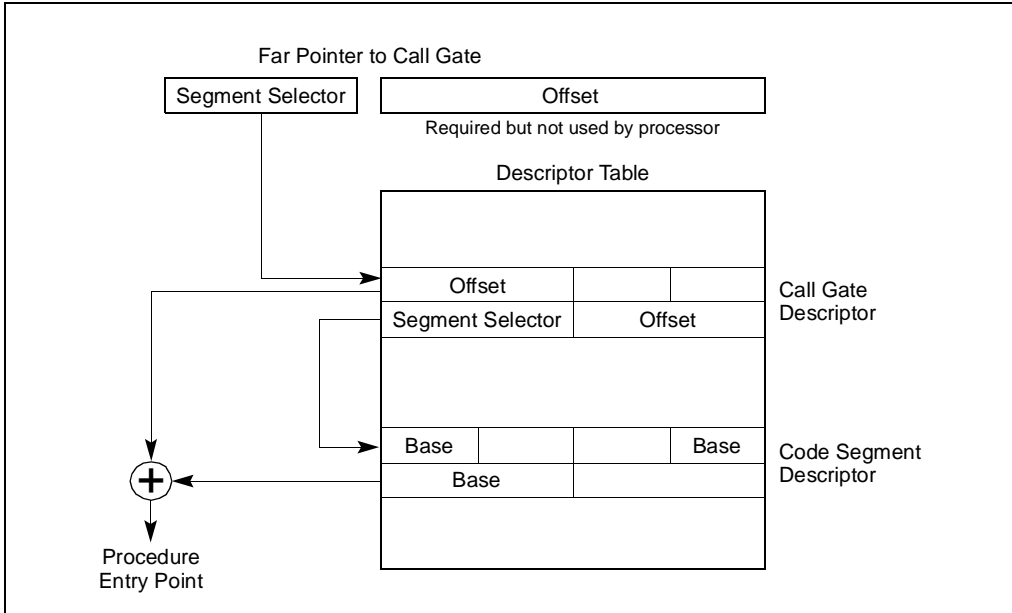 Far Pointer to Call Gate
Segment Selector
Offset
Required but not used by processor
Descriptor Table
Offset
Segment Selector
Offset
Call Gate
Descriptor
Base
Base
Base
Code Segment
Descriptor
+
Procedure
Entry Point